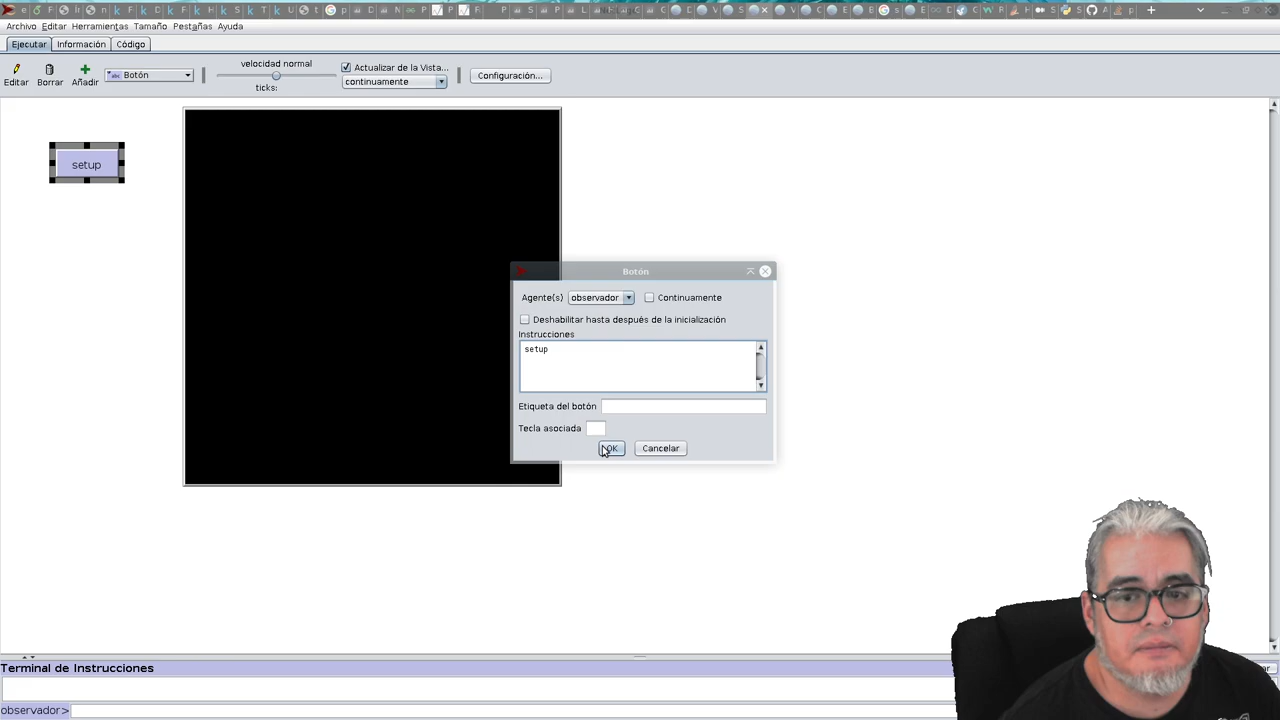 Archivo Editar Herramientas Tamaño Pestañas Ayuda
Ejecutar Información Código
Editar Borrar Añadir
abc Botón
velocidad normal
ticks:
Actualizar de la Vista...
continuamente
Configuración...
setup
Botón
Agente(s) observador Continuamente
Deshabilitar hasta después de la inicialización
Instrucciones
setup
Etiqueta del botón
Tecla asociada
OK Cancelar
Terminal de Instrucciones
observador>